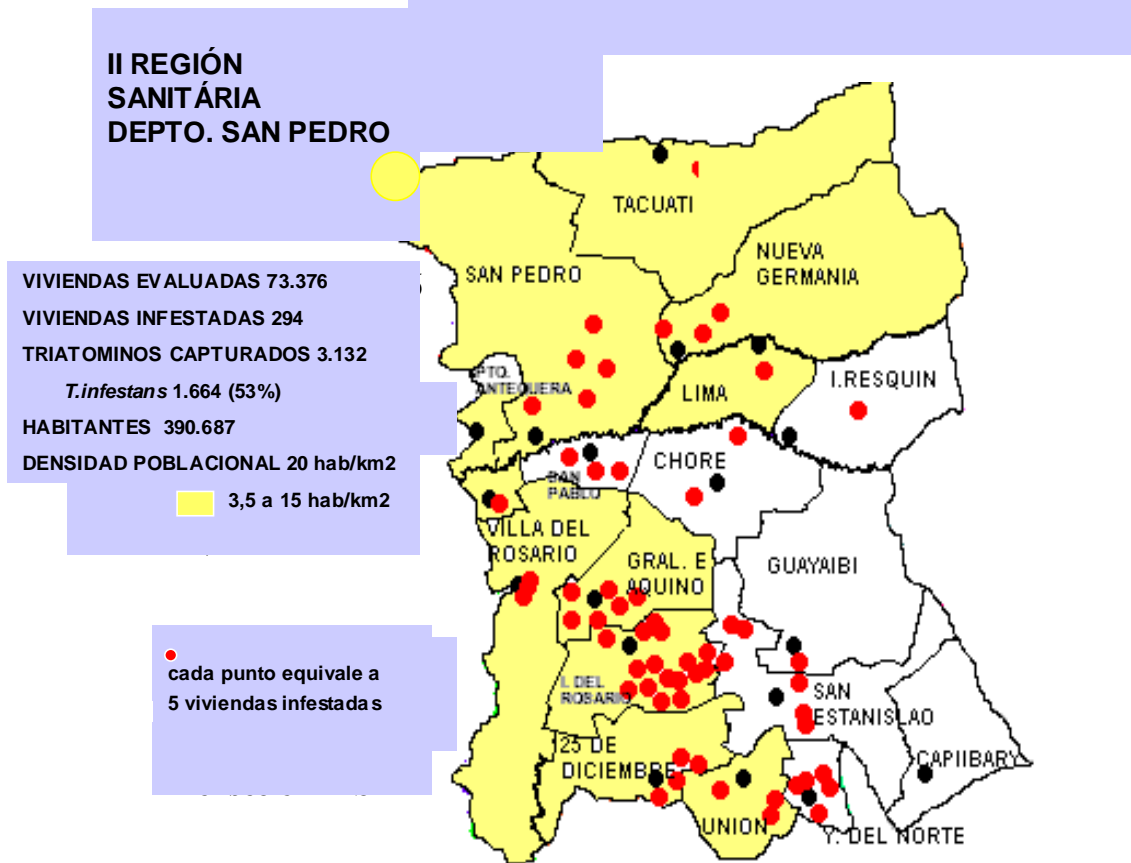 II REGIÓN
SANITÁRIA
DEPTO. SAN PEDRO
VIVIENDAS EVALUADAS 73.376
VIVIENDAS INFESTADAS 294
TRIATOMINOS CAPTURADOS 3.132
T.infestans 1.664 (53%)
HABITANTES 390.687
DENSIDAD POBLACIONAL 20 hab/km2
3,5 a 15 hab/km2
cada punto equivale a
5 viviendas infestadas
TACUATI
NUEVA
GERMANIA
SAN PEDRO
PTO.
ANTEQUERA
LIMA
I.RESQUIN
CHORE
SAN
PABLO
VILLA DEL
ROSARIO
GRAL. E
AQUINO
GUAYAIBI
I. DEL
ROSARIO
SAN
ESTANISLAO
25 DE
DICIEMBRE
CAPIIBARY
UNION
Y. DEL NORTE